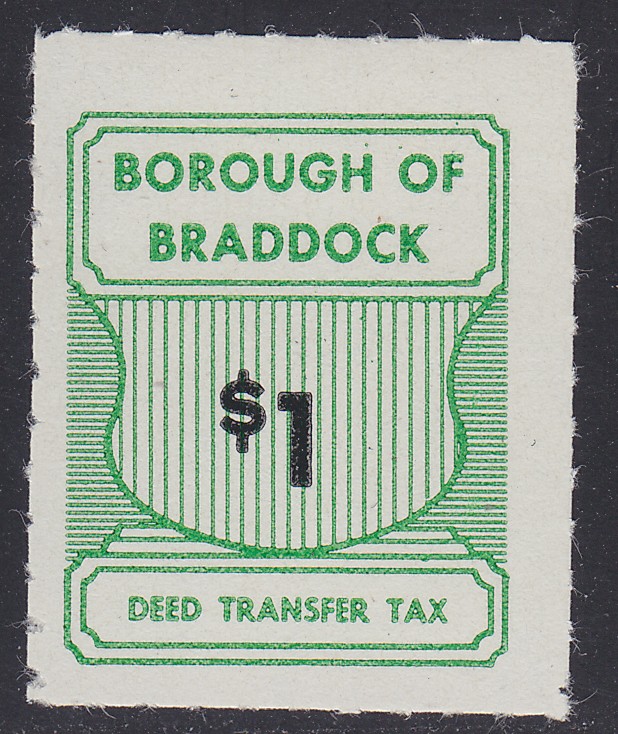 BOROUGH OF
BRADDOCK
$1
DEED TRANSFER TAX